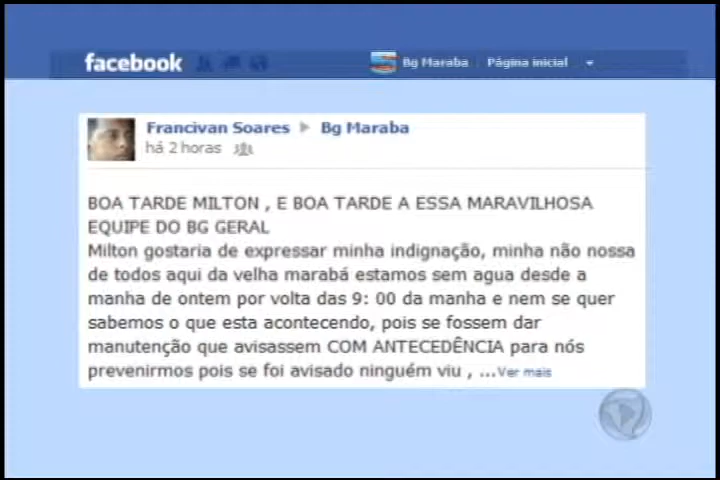 facebook
Bg Maraba Página inicial
Francivan Soares Bg Maraba
há 2 horas
BOA TARDE MILTON , E BOA TARDE A ESSA MARAVILHOSA
EQUIPE DO BG GERAL
Milton gostaria de expressar minha indignação, minha não nossa
de todos aqui da velha marabá estamos sem agua desde a
manha de ontem por volta das 9: 00 da manha e nem se quer
sabemos o que esta acontecendo, pois se fossem dar
manutenção que avisassem COM ANTECEDÊNCIA para nós
prevenirmos pois se foi avisado ninguém viu , ...Ver mais